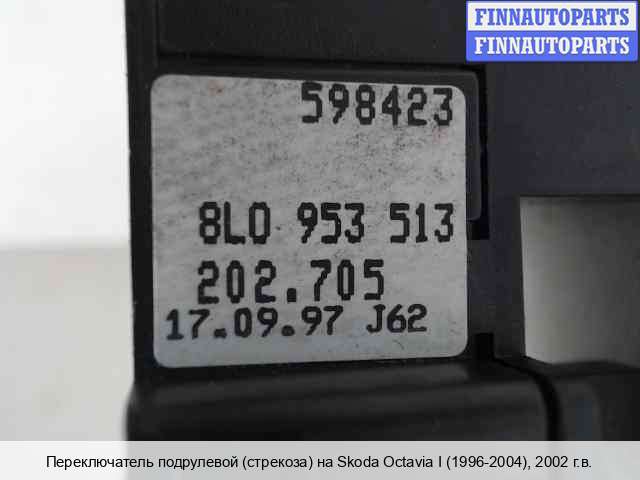 FINNAUTOPARTS
FINNAUTOPARTS
598423
8L0 953 513
202.705
17.09.97 J62
Переключатель подрулевой (стрекоза) на Skoda Octavia I (1996-2004), 2002 г.в.